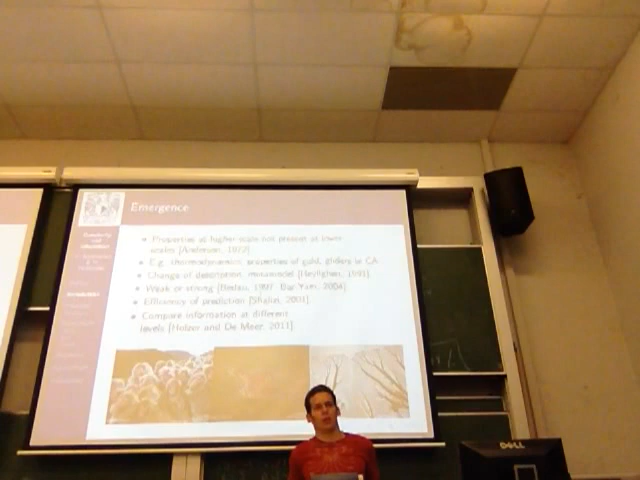 Emergence
Properties at higher scale not present at lower
scales [Anderson, 1972]
E.g. thermodynamics, properties of gold, gliders in CA.
Change of description, metamodel [Heylighen, 1991].
Weak or strong [Bedau, 1997, Bar-Yam, 2004]
Efficiency of prediction [Shalizi, 2001]
Compare information at different
levels [Holzer and De Meer, 2011]
DELL